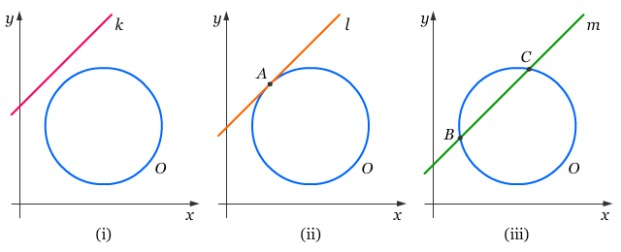 y k O x (i)
y l A O x (ii)
y m C B O x (iii)